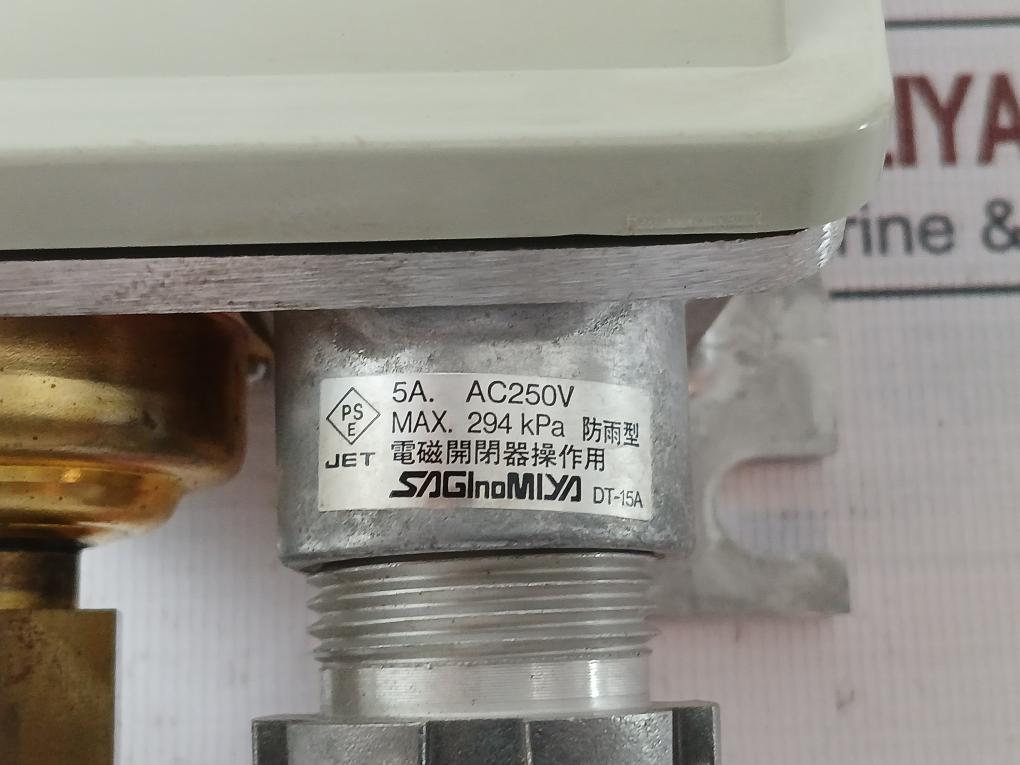 PS
E
JET
5A. AC250V
MAX. 294 kPa 防雨型
電磁開閉器操作用
SAGInoMIYA DT-15A
IYA
rine &